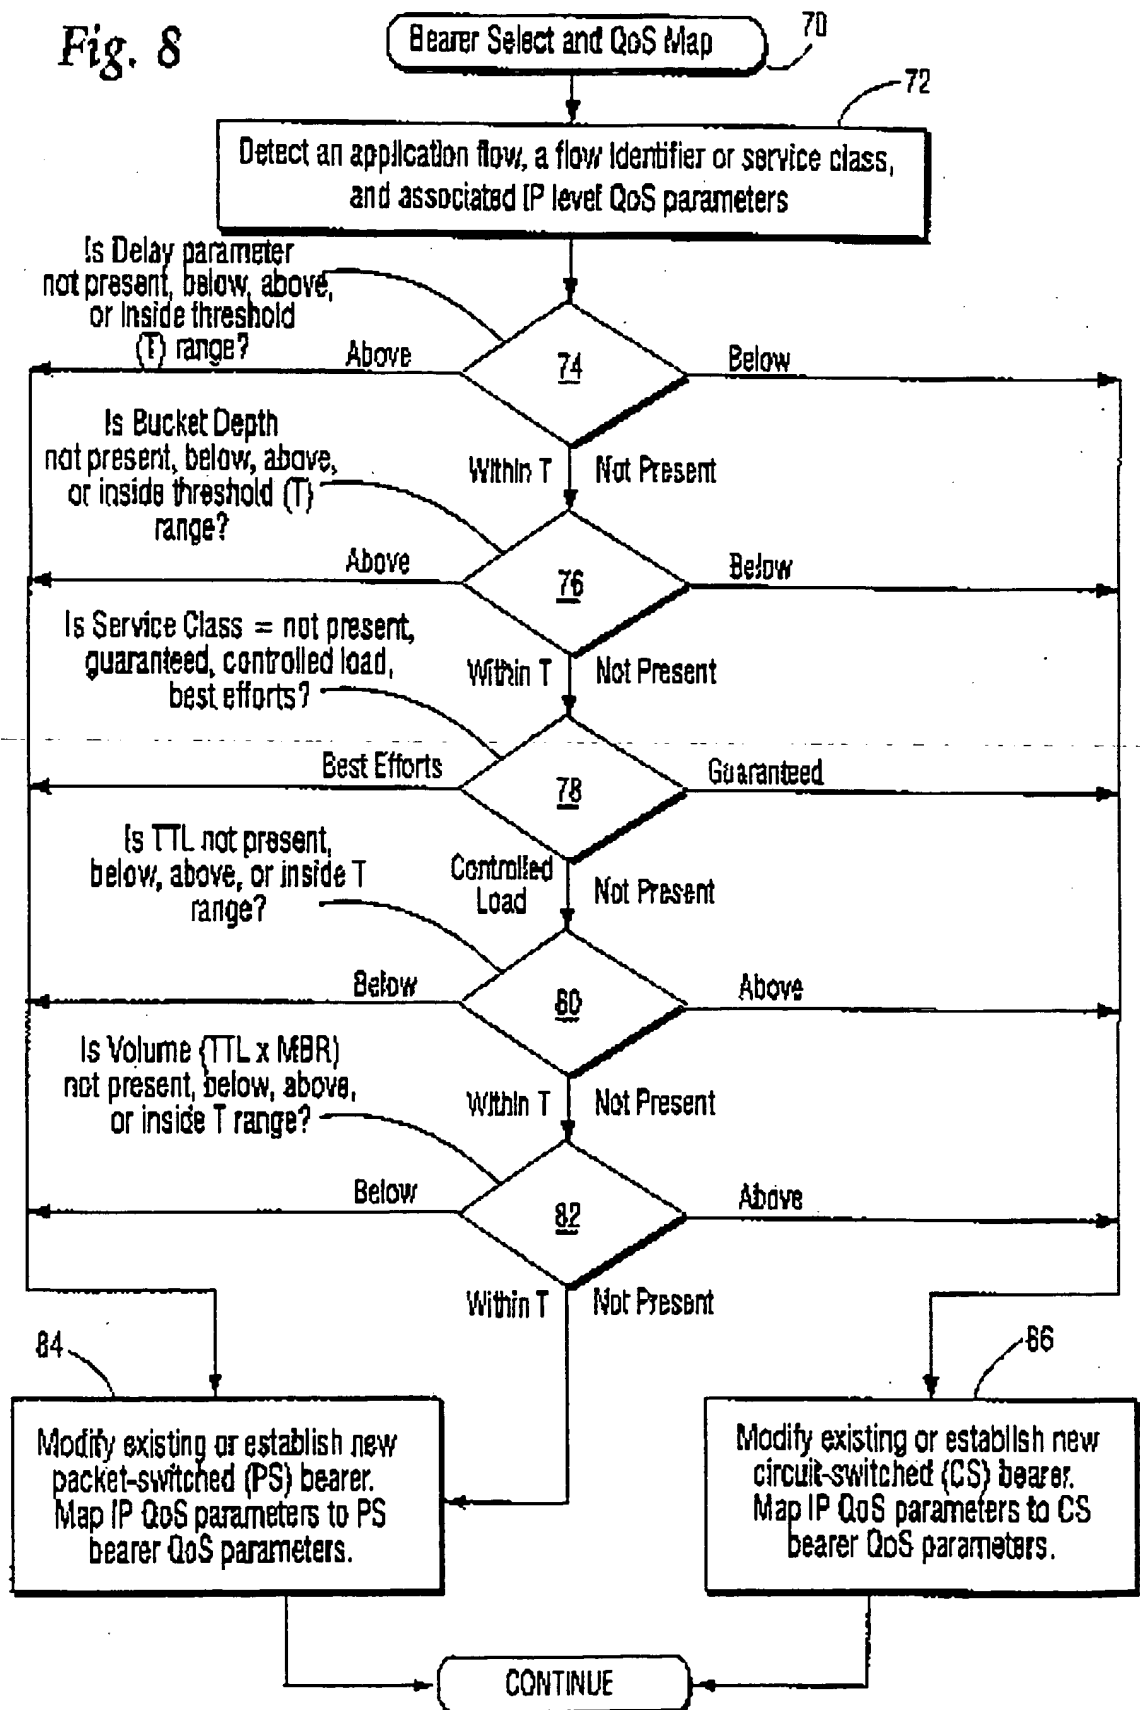 Fig. 8
Bearer Select and QoS Map
70
72
Detect an application flow, a flow identifier or service class,
and associated IP level QoS parameters
Is Delay parameter
not present, below, above,
or inside threshold
(T) range?
Above
74
Below
Within T
Not Present
Is Bucket Depth
not present, below, above,
or inside threshold (T)
range?
Above
76
Below
Within T
Not Present
Is Service Class = not present,
guaranteed, controlled load,
best efforts?
Best Efforts
78
Guaranteed
Controlled
Load
Not Present
Is TTL not present,
below, above, or inside T
range?
Below
80
Above
Within T
Not Present
Is Volume (TTL x MBR)
not present, below, above,
or inside T range?
Below
82
Above
Within T
Not Present
84
86
Modify existing or establish new
packet-switched (PS) bearer.
Map IP QoS parameters to PS
bearer QoS parameters.
Modify existing or establish new
circuit-switched (CS) bearer.
Map IP QoS parameters to CS
bearer QoS parameters.
CONTINUE